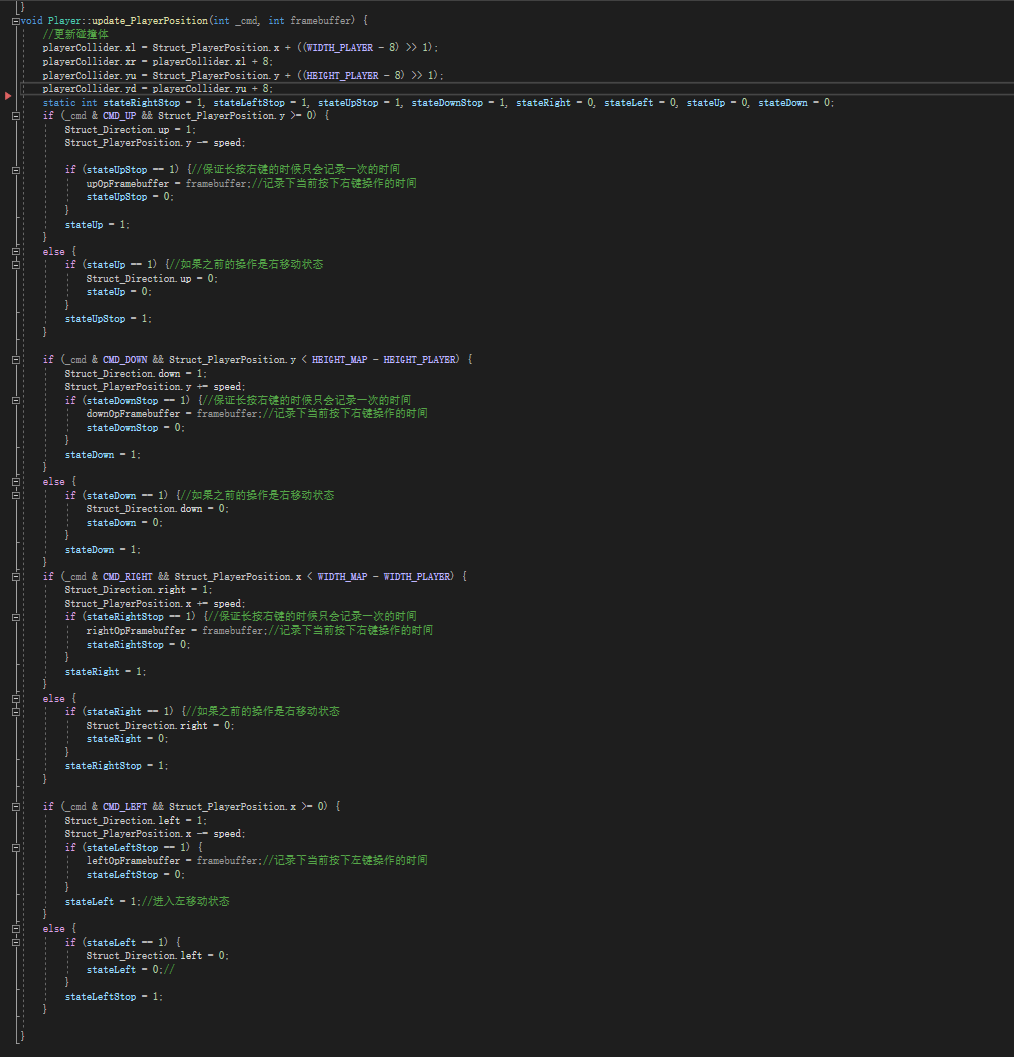 }
void Player::update_PlayerPosition(int _cmd, int framebuffer) {
//更新碰撞体
playerCollider.xl = Struct_PlayerPosition.x + ((WIDTH_PLAYER - 8) >> 1);
playerCollider.xr = playerCollider.xl + 8;
playerCollider.yu = Struct_PlayerPosition.y + ((HEIGHT_PLAYER - 8) >> 1);
playerCollider.yd = playerCollider.yu + 8;
static int stateRightStop = 1, stateLeftStop = 1, stateUpStop = 1, stateDownStop = 1, stateRight = 0, stateLeft = 0, stateUp = 0, stateDown = 0;
if (_cmd & CMD_UP && Struct_PlayerPosition.y >= 0) {
Struct_Direction.up = 1;
Struct_PlayerPosition.y -= speed;
if (stateUpStop == 1) {//保证长按右键的时候只会记录一次的时间
upOpFramebuffer = framebuffer;//记录下当前按下右键操作的时间
stateUpStop = 0;
}
stateUp = 1;
}
else {
if (stateUp == 1) {//如果之前的操作是右移动状态
Struct_Direction.up = 0;
stateUp = 0;
}
stateUpStop = 1;
}
if (_cmd & CMD_DOWN && Struct_PlayerPosition.y < HEIGHT_MAP - HEIGHT_PLAYER) {
Struct_Direction.down = 1;
Struct_PlayerPosition.y += speed;
if (stateDownStop == 1) {//保证长按右键的时候只会记录一次的时间
downOpFramebuffer = framebuffer;//记录下当前按下右键操作的时间
stateDownStop = 0;
}
stateDown = 1;
}
else {
if (stateDown == 1) {//如果之前的操作是右移动状态
Struct_Direction.down = 0;
stateDown = 0;
}
stateDown = 1;
}
if (_cmd & CMD_RIGHT && Struct_PlayerPosition.x < WIDTH_MAP - WIDTH_PLAYER) {
Struct_Direction.right = 1;
Struct_PlayerPosition.x += speed;
if (stateRightStop == 1) {//保证长按右键的时候只会记录一次的时间
rightOpFramebuffer = framebuffer;//记录下当前按下右键操作的时间
stateRightStop = 0;
}
stateRight = 1;
}
else {
if (stateRight == 1) {//如果之前的操作是右移动状态
Struct_Direction.right = 0;
stateRight = 0;
}
stateRightStop = 1;
}
if (_cmd & CMD_LEFT && Struct_PlayerPosition.x >= 0) {
Struct_Direction.left = 1;
Struct_PlayerPosition.x -= speed;
if (stateLeftStop == 1) {
leftOpFramebuffer = framebuffer;//记录下当前按下左键操作的时间
stateLeftStop = 0;
}
stateLeft = 1;//进入左移动状态
}
else {
if (stateLeft == 1) {
Struct_Direction.left = 0;
stateLeft = 0;//
}
stateLeftStop = 1;
}
}